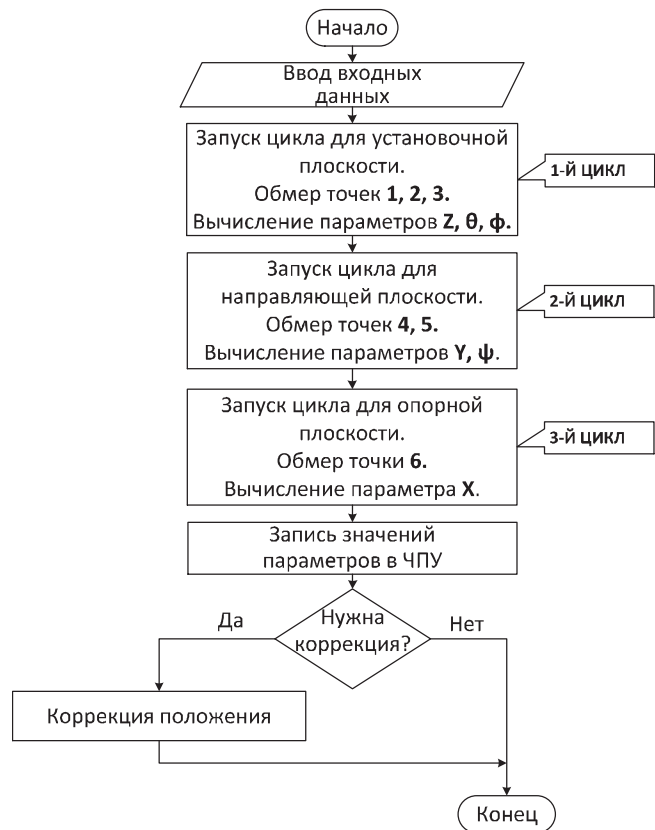 Начало
Ввод входных
данных
Запуск цикла для установочной
плоскости.
Обмер точек 1, 2, 3.
Вычисление параметров Z, θ, ф.
1-й ЦИКЛ
Запуск цикла для
направляющей плоскости.
Обмер точек 4, 5.
Вычисление параметров Y, ψ.
2-й ЦИКЛ
Запуск цикла для опорной
плоскости.
Обмер точки 6.
Вычисление параметра X.
3-й ЦИКЛ
Запись значений
параметров в ЧПУ
Да
Нужна
коррекция?
Нет
Коррекция положения
Конец